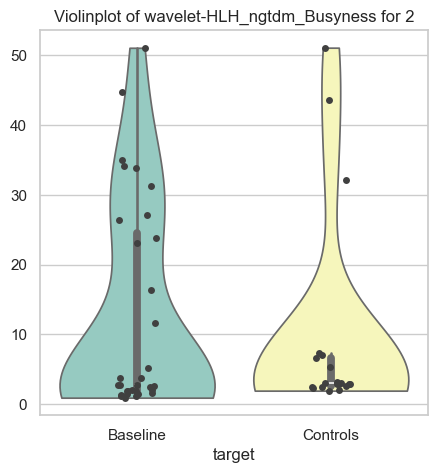 Violinplot of wavelet-HLH_ngtdm_Busyness for 2
50
40
30
20
10
0
Baseline
Controls
target